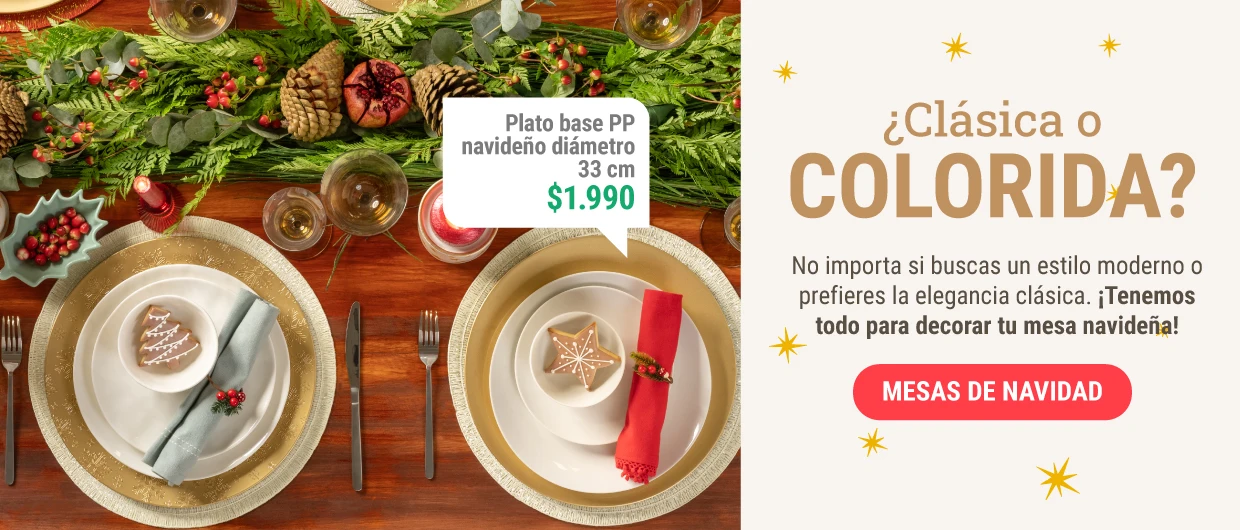 Plato base PP
navideño diámetro
33 cm
$1.990
¿Clásica o
COLORIDA?
No importa si buscas un estilo moderno o
prefieres la elegancia clásica. ¡Tenemos
todo para decorar tu mesa navideña!
MESAS DE NAVIDAD